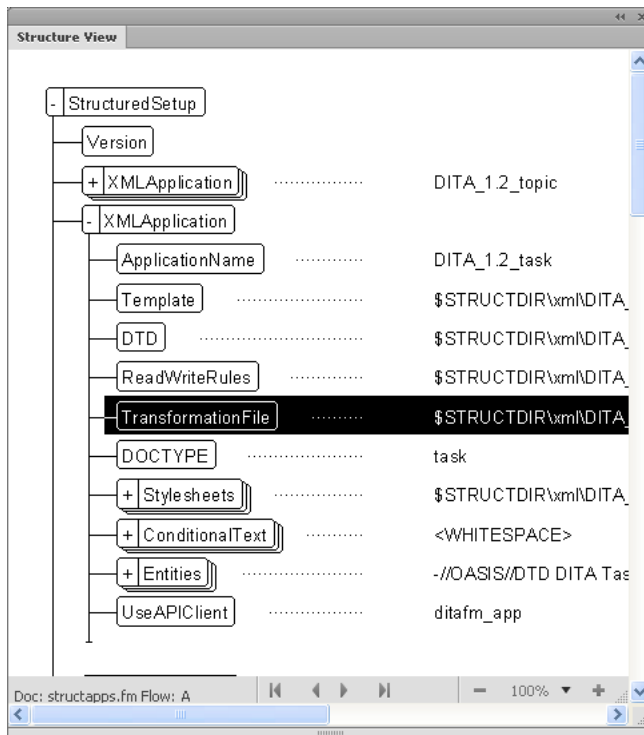 Structure View
- StructuredSetup
Version
+ XMLApplication ................ DITA_1.2_topic
- XMLApplication
ApplicationName ............ DITA_1.2_task
Template ..................... $STRUCTDIR\xml\DITA_
DTD ............................. $STRUCTDIR\xml\DITA_
ReadWriteRules ............. $STRUCTDIR\xml\DITA_
TransformationFile .......... $STRUCTDIR\xml\DITA_
DOCTYPE .................... task
+ Stylesheets ................ $STRUCTDIR\xml\DITA_
+ ConditionalText .......... <WHITESPACE>
+ Entities ..................... -//OASIS//DTD DITA Tas
UseAPIClient ................ ditafm_app
Doc: structapps.fm Flow: A 100%